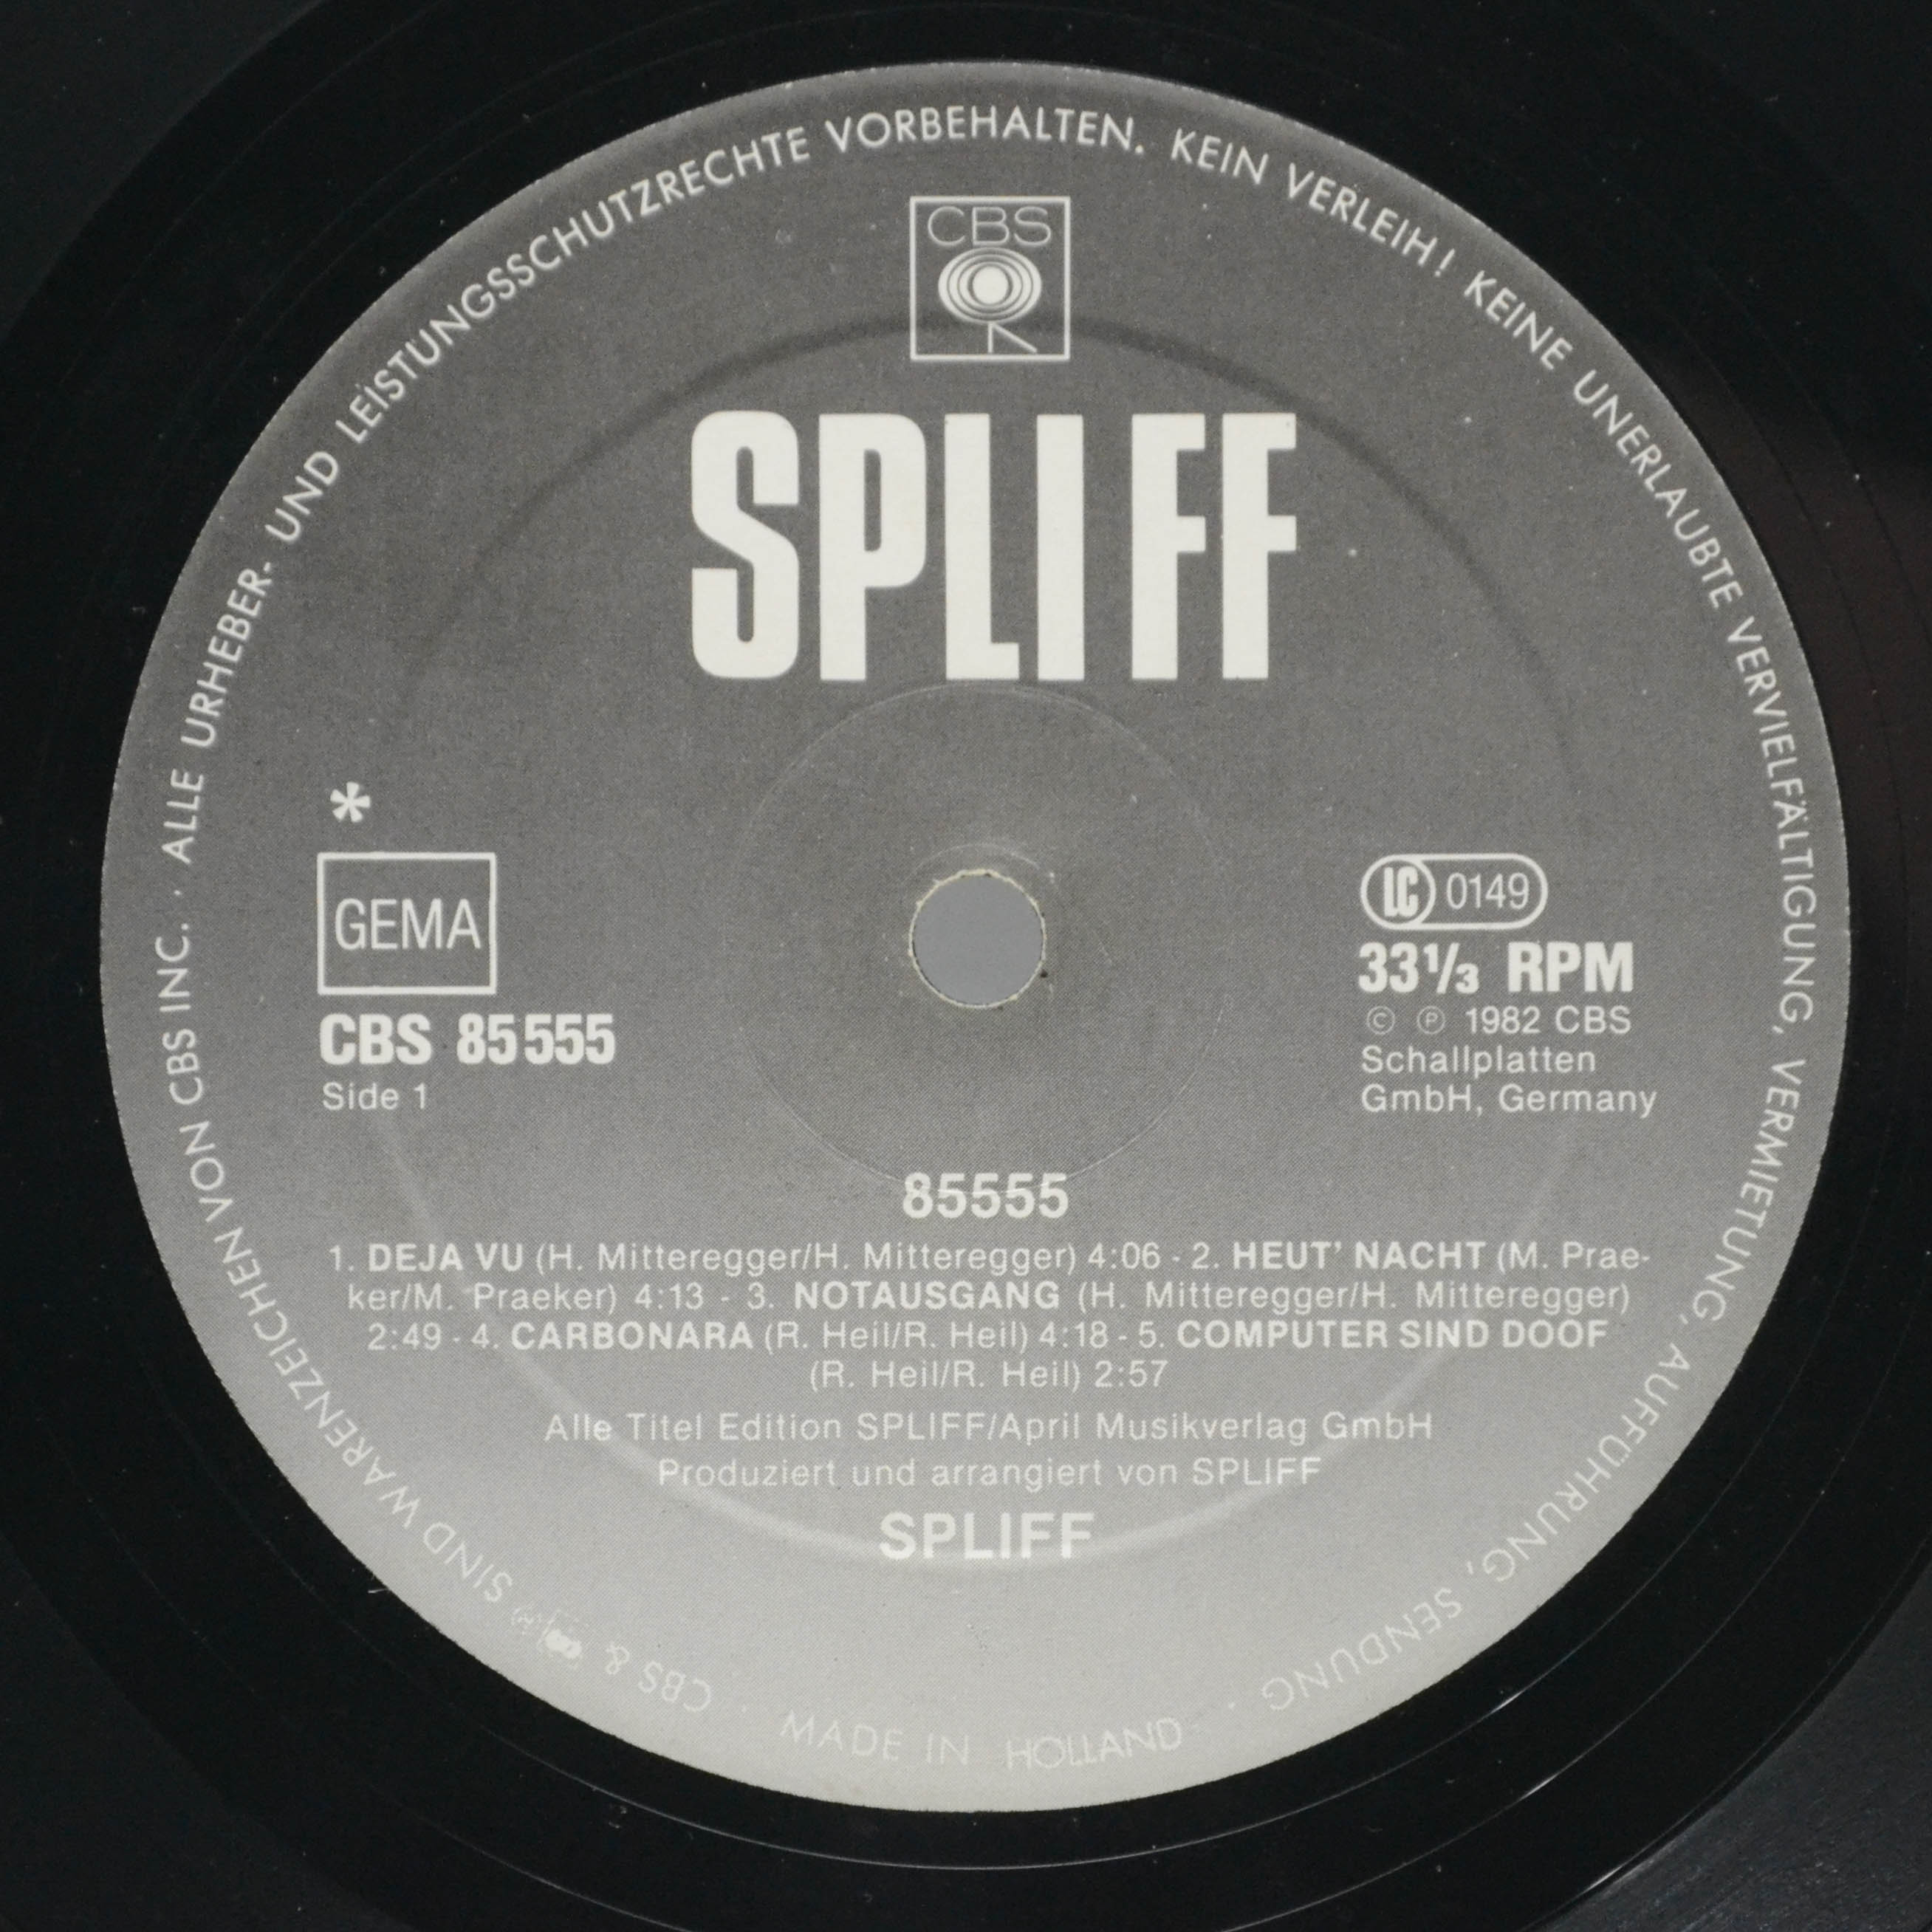 ALLE URHEBER- UND LEISTUNGSSCHUTZRECHTE VORBEHALTEN. KEIN VERLEIH! KEINE UNERLAUBTE VERVIELFÄLTIGUNG, VERMIETUNG, AUFFÜHRUNG, SENDUNG ·
CBS
SPLIFF
*
GEMA
CBS 85 555
Side 1
LC 0149
33 1/3 RPM
© ℗ 1982 CBS
Schallplatten
GmbH, Germany
85555
1. DEJA VU (H. Mitteregger/H. Mitteregger) 4:06 - 2. HEUT' NACHT (M. Prae-
ker/M. Praeker) 4:13 - 3. NOTAUSGANG (H. Mitteregger/H. Mitteregger)
2:49 - 4. CARBONARA (R. Heil/R. Heil) 4:18 - 5. COMPUTER SIND DOOF
(R. Heil/R. Heil) 2:57
Alle Titel Edition SPLIFF/April Musikverlag GmbH
Produziert und arrangiert von SPLIFF
SPLIFF
MADE IN HOLLAND
· CBS & SIND WARENZEICHEN VON CBS INC. ·